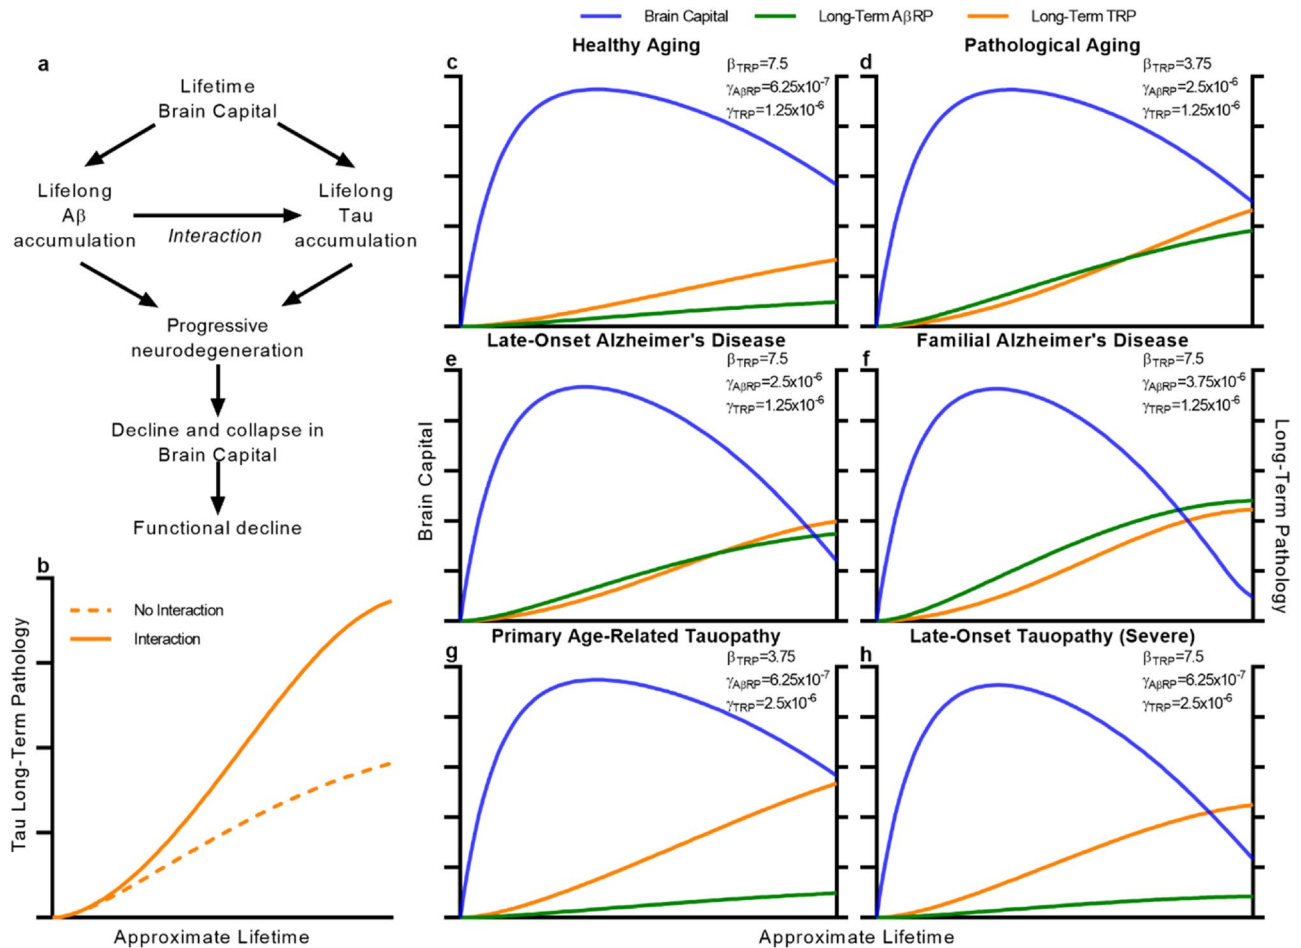 Brain Capital
Long-Term AβRP
Long-Term TRP
a
Lifetime
Brain Capital
Lifelong
Aβ
accumulation
Interaction
Lifelong
Tau
accumulation
Progressive
neurodegeneration
Decline and collapse in
Brain Capital
Functional decline
b
No Interaction
Interaction
Tau Long-Term Pathology
Approximate Lifetime
Healthy Aging
c
βTRP=7.5
γAβRP=6.25x10-7
γTRP=1.25x10-6
Pathological Aging
d
βTRP=3.75
γAβRP=2.5x10-6
γTRP=1.25x10-6
Late-Onset Alzheimer's Disease
e
βTRP=7.5
γAβRP=2.5x10-6
γTRP=1.25x10-6
Familial Alzheimer's Disease
f
βTRP=7.5
γAβRP=3.75x10-6
γTRP=1.25x10-6
Brain Capital
Long-Term Pathology
Primary Age-Related Tauopathy
g
βTRP=3.75
γAβRP=6.25x10-7
γTRP=2.5x10-6
Late-Onset Tauopathy (Severe)
h
βTRP=7.5
γAβRP=6.25x10-7
γTRP=2.5x10-6
Approximate Lifetime